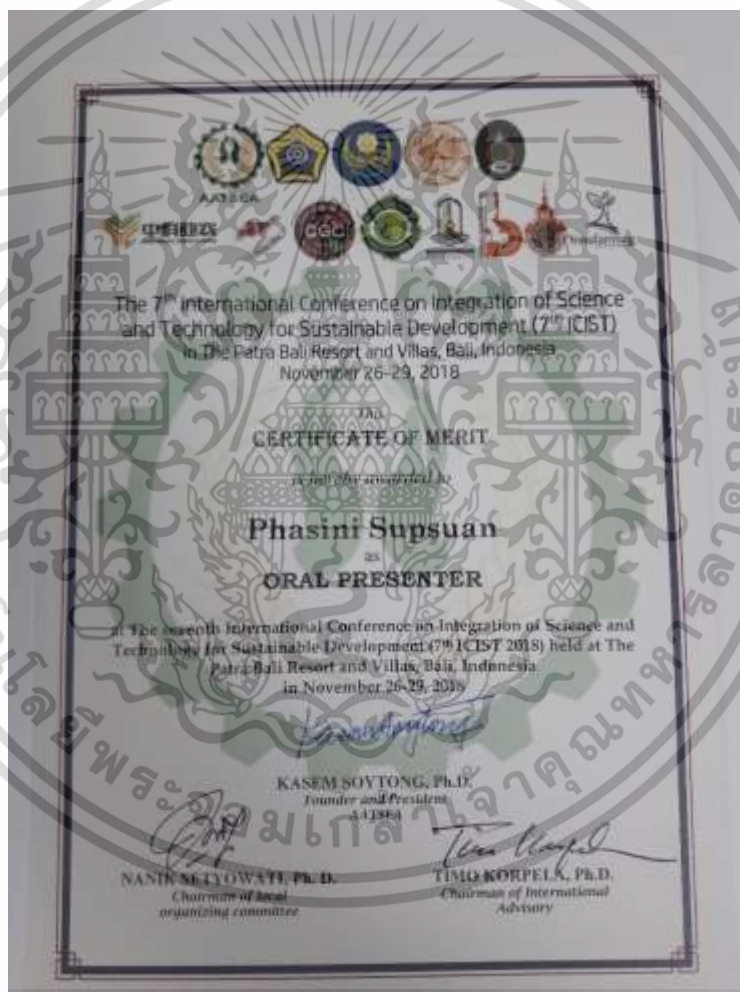 AATSEA
CGC
The 7th International Conference on Integration of Science
and Technology for Sustainable Development (7th ICIST)
in The Patra Bali Resort and Villas, Bali, Indonesia
November 26-29, 2018
This
CERTIFICATE OF MERIT
is hereby awarded to
Phasini Supsuan
as
ORAL PRESENTER
at The seventh International Conference on Integration of Science and
Technology for Sustainable Development (7th ICIST 2018) held at The
Patra Bali Resort and Villas, Bali, Indonesia
in November 26-29, 2018
KASEM SOYTONG, Ph.D.
Founder and President
AATSEA
NANIK SETYOWATI, Ph. D.
Chairman of local
organizing committee
TIMO KORPELA, Ph.D.
Chairman of International
Advisory